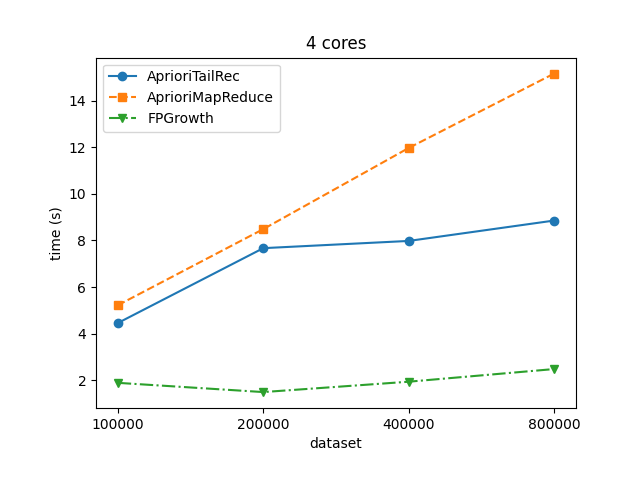 4 cores
AprioriTailRec
AprioriMapReduce
FPGrowth
time (s)
14
12
10
8
6
4
2
100000 200000 400000 800000
dataset